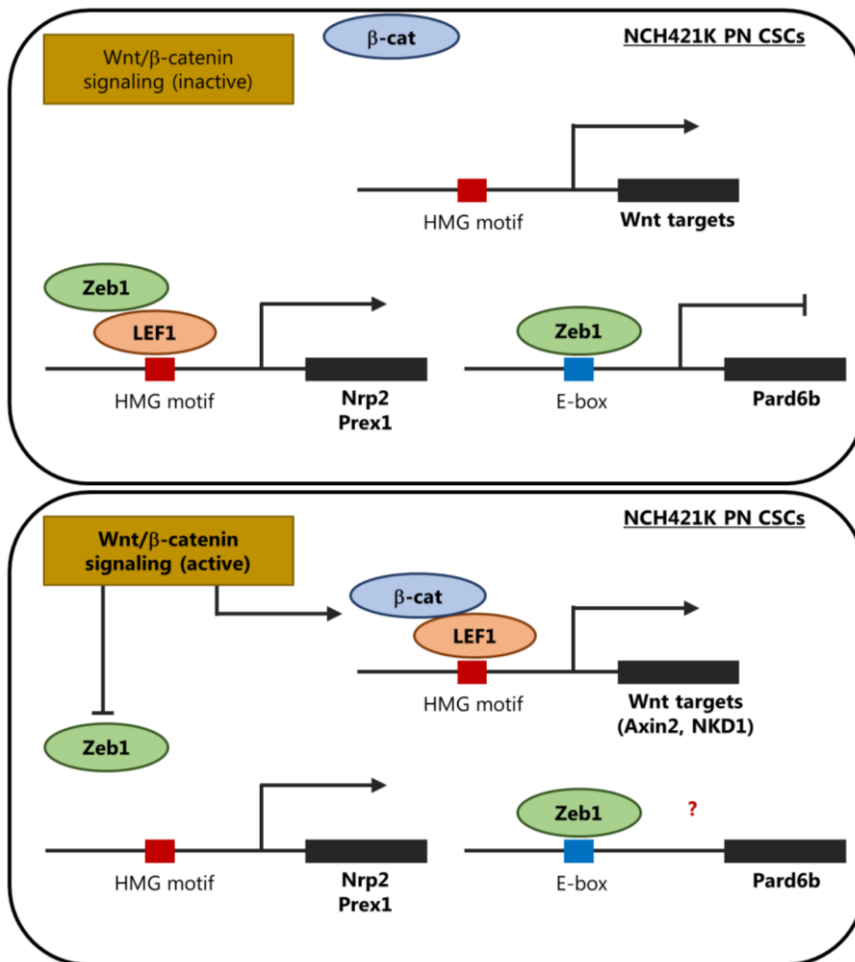 β-cat
NCH421K PN CSCs
Wnt/β-catenin
signaling (inactive)
HMG motif
Wnt targets
Zeb1
LEF1
HMG motif
Nrp2
Prex1
Zeb1
E-box
Pard6b
NCH421K PN CSCs
Wnt/β-catenin
signaling (active)
β-cat
LEF1
HMG motif
Wnt targets
(Axin2, NKD1)
Zeb1
HMG motif
Nrp2
Prex1
Zeb1
?
E-box
Pard6b